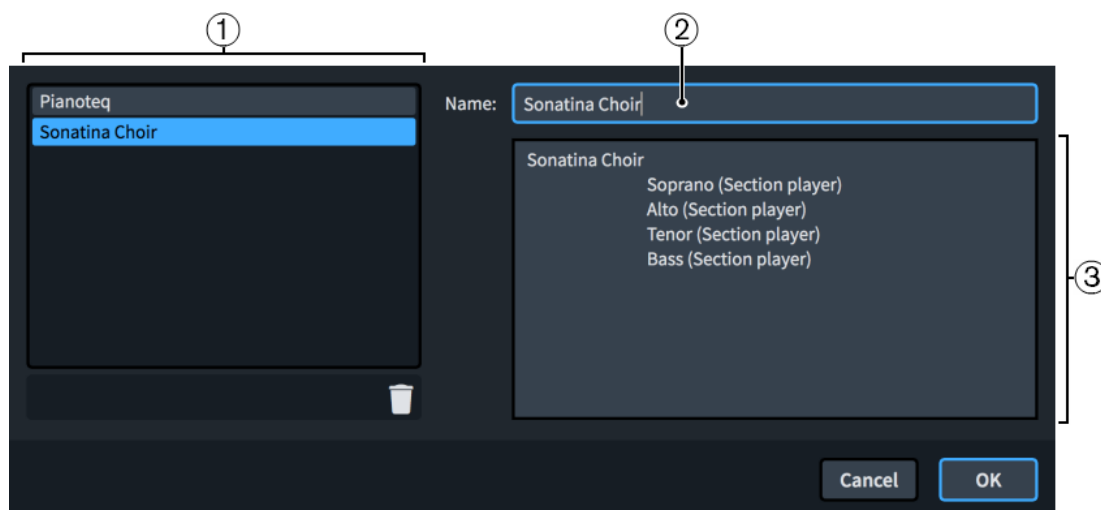 ① ②
Pianoteq
Sonatina Choir
Name: Sonatina Choir
Sonatina Choir
Soprano (Section player)
Alto (Section player)
Tenor (Section player)
Bass (Section player)
③
Cancel OK